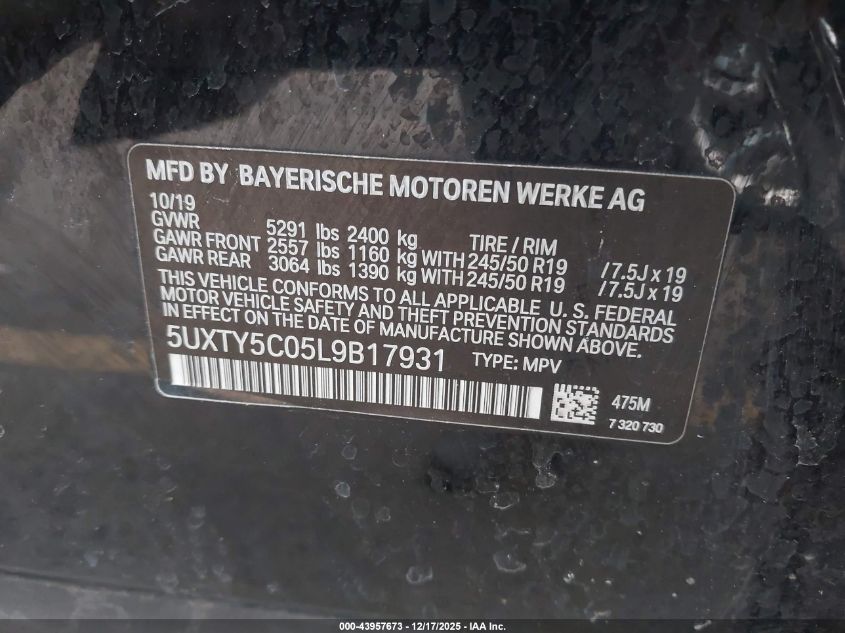 MFD BY BAYERISCHE MOTOREN WERKE AG
10/19
GVWR 5291 lbs 2400 kg TIRE / RIM
GAWR FRONT 2557 lbs 1160 kg WITH 245/50 R19 /7.5J x 19
GAWR REAR 3064 lbs 1390 kg WITH 245/50 R19 /7.5J x 19
THIS VEHICLE CONFORMS TO ALL APPLICABLE U. S. FEDERAL
MOTOR VEHICLE SAFETY AND THEFT PREVENTION STANDARDS
IN EFFECT ON THE DATE OF MANUFACTURE SHOWN ABOVE.
5UXTY5C05L9B17931 TYPE: MPV
475M
7 320 730
000-43957673 - 12/17/2025 - IAA Inc.